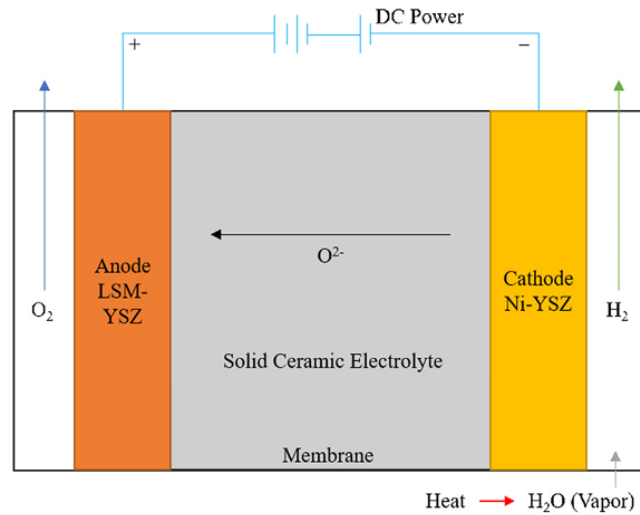 DC Power
+
−
O₂
Anode
LSM-
YSZ
O²⁻
Solid Ceramic Electrolyte
Membrane
Cathode
Ni-YSZ
H₂
Heat → H₂O (Vapor)